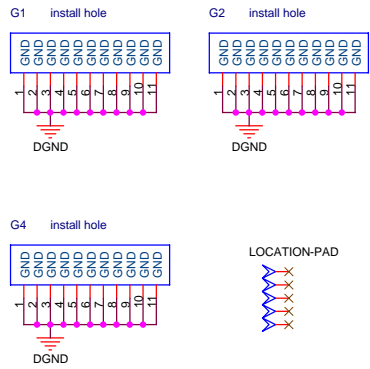 G1 install hole
GND GND GND GND GND GND GND GND GND GND GND
1 2 3 4 5 6 7 8 9 10 11
DGND
G2 install hole
GND GND GND GND GND GND GND GND GND GND GND
1 2 3 4 5 6 7 8 9 10 11
DGND
G4 install hole
GND GND GND GND GND GND GND GND GND GND GND
1 2 3 4 5 6 7 8 9 10 11
DGND
LOCATION-PAD